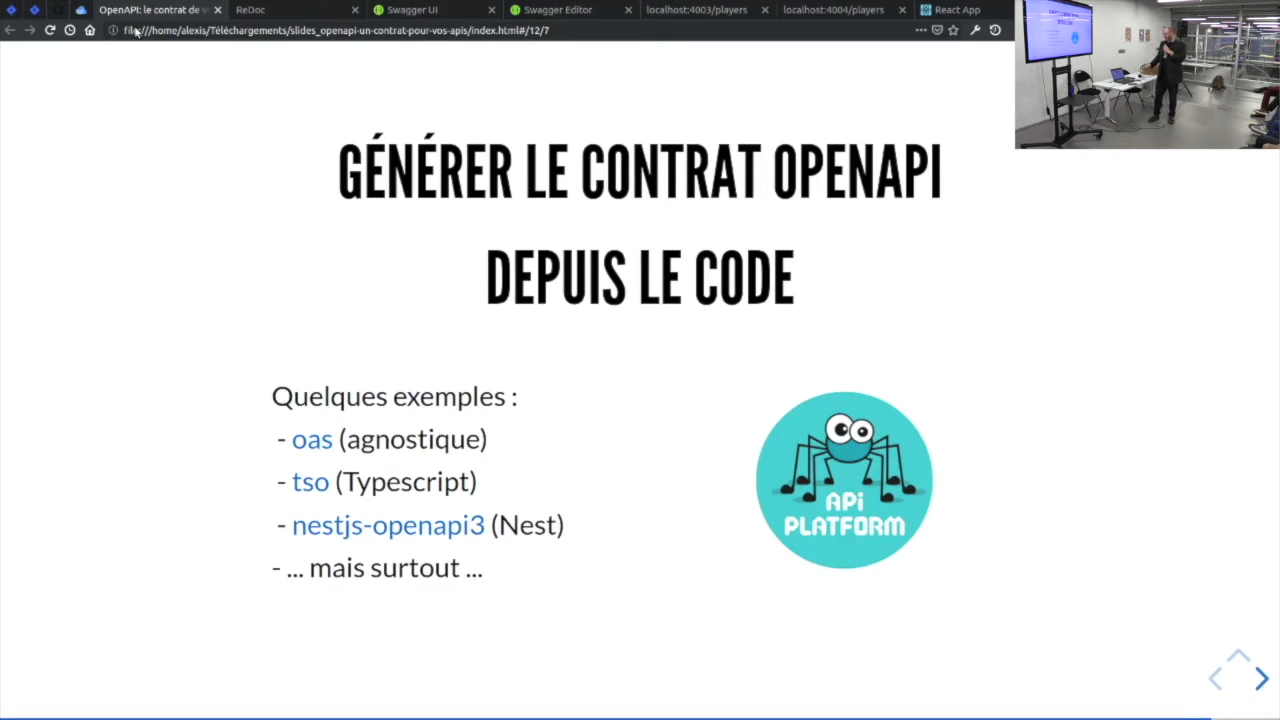 OpenAPI: le contrat de v
ReDoc
Swagger UI
Swagger Editor
localhost:4003/players
localhost:4004/players
React App
file:///home/alexis/Téléchargements/slides_openapi-un-contrat-pour-vos-apis/index.html#/12/7
GÉNÉRER LE CONTRAT OPENAPI
DEPUIS LE CODE
Quelques exemples :
- oas (agnostique)
- tso (Typescript)
- nestjs-openapi3 (Nest)
- ... mais surtout ...
APi
PLATFORM